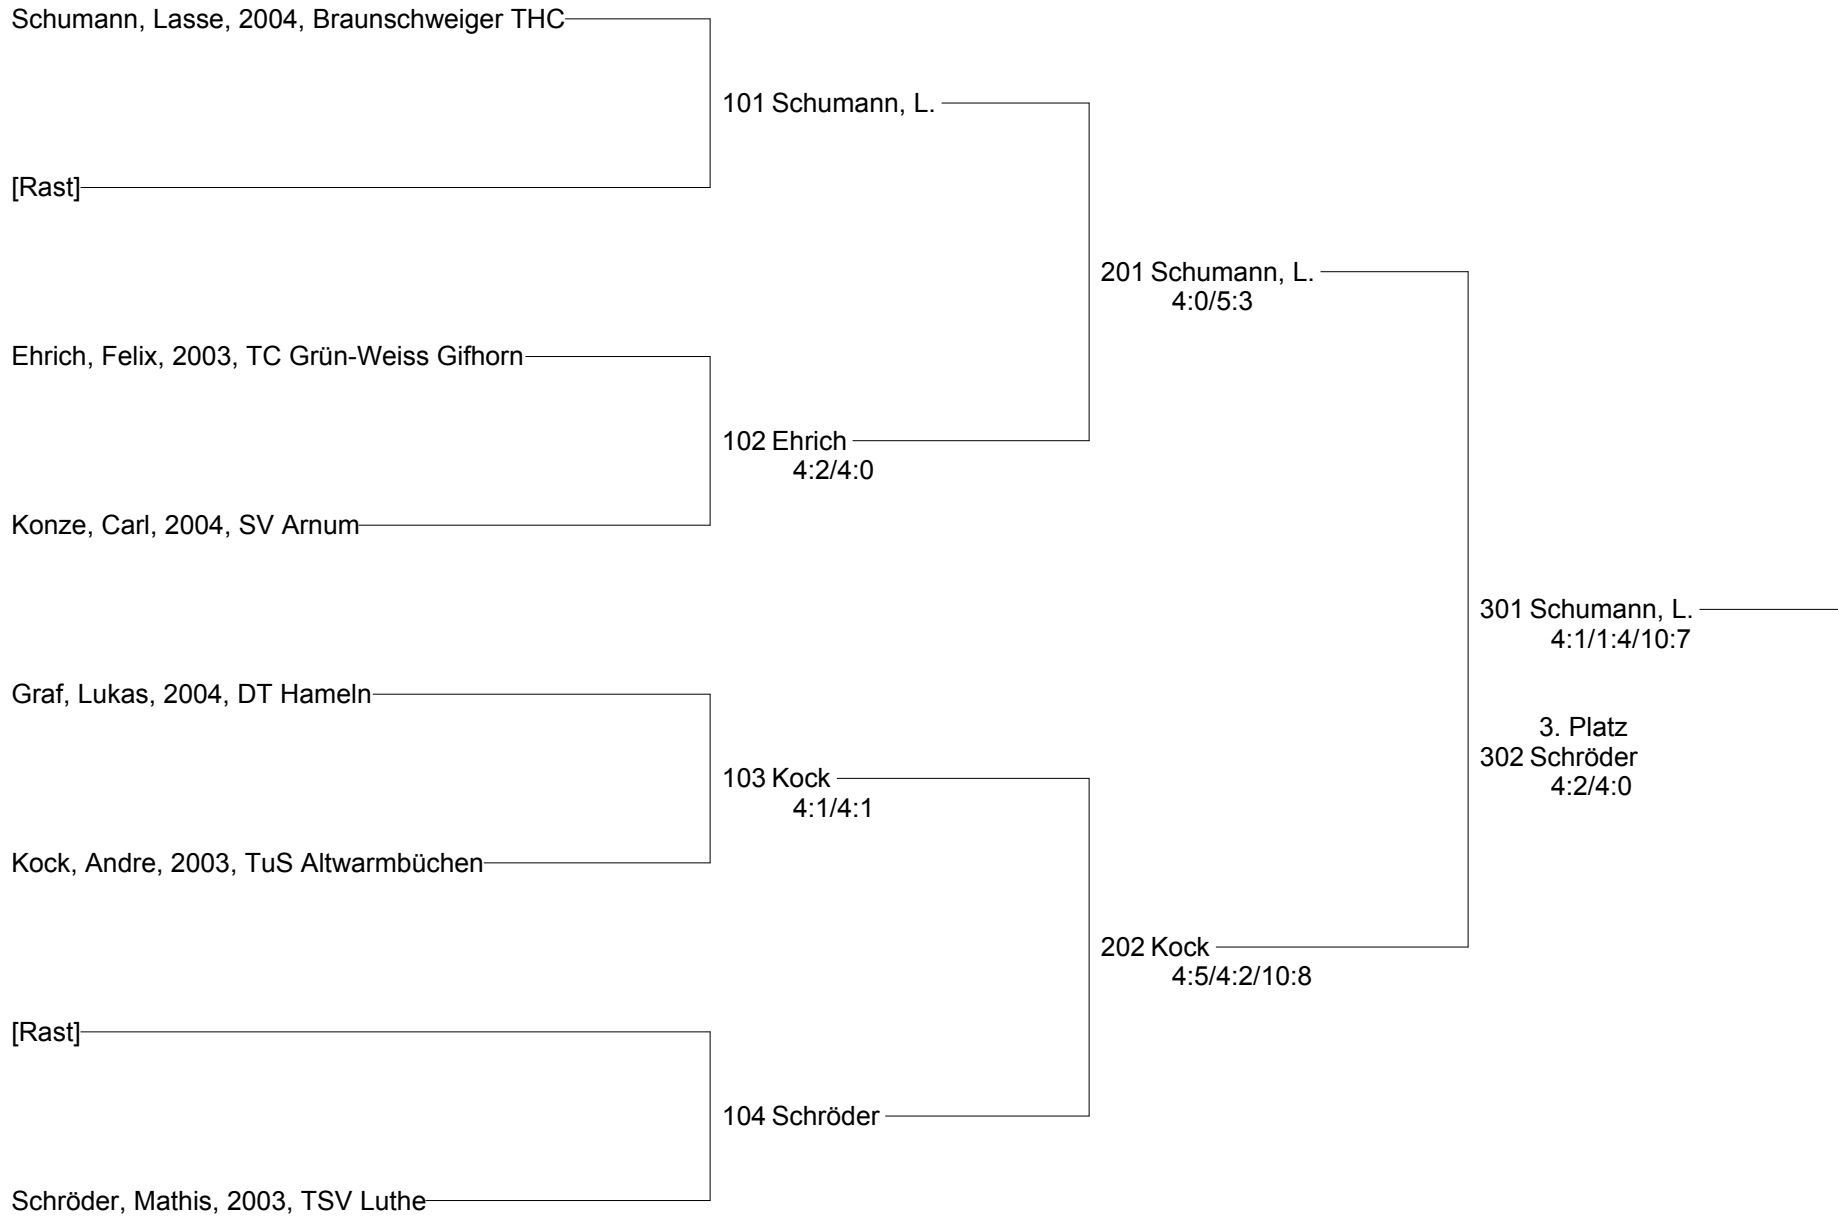 Schumann, Lasse, 2004, Braunschweiger THC
101 Schumann, L.
[Rast]
201 Schumann, L.
4:0/5:3
Ehrich, Felix, 2003, TC Grün-Weiss Gifhorn
102 Ehrich
4:2/4:0
Konze, Carl, 2004, SV Arnum
301 Schumann, L.
4:1/1:4/10:7
Graf, Lukas, 2004, DT Hameln
3. Platz
302 Schröder
4:2/4:0
103 Kock
4:1/4:1
Kock, Andre, 2003, TuS Altwarmbüchen
202 Kock
4:5/4:2/10:8
[Rast]
104 Schröder
Schröder, Mathis, 2003, TSV Luthe